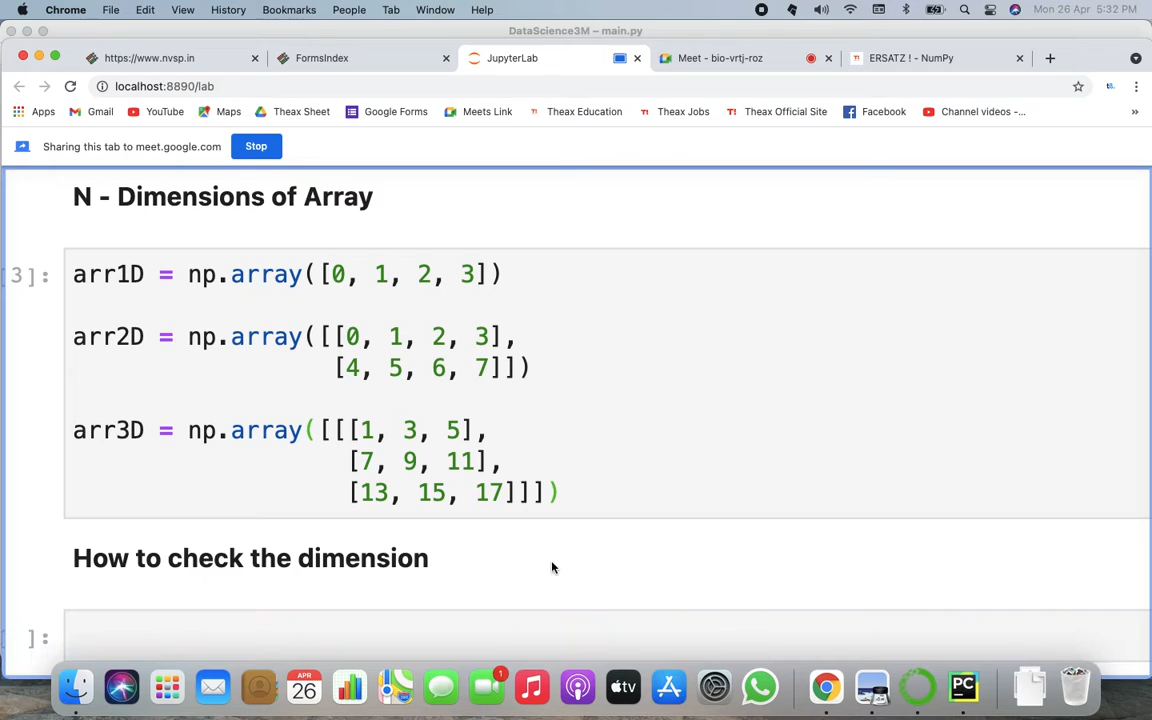 Chrome File Edit View History Bookmarks People Tab Window Help Mon 26 Apr 5:32 PM
DataScience3M – main.py
https://www.nvsp.in FormsIndex JupyterLab Meet - bio-vrtj-roz ERSATZ ! - NumPy
localhost:8890/lab
Apps Gmail YouTube Maps Theax Sheet Google Forms Meets Link Theax Education Theax Jobs Theax Official Site Facebook Channel videos -... »
Sharing this tab to meet.google.com Stop
N - Dimensions of Array
3]: arr1D = np.array([0, 1, 2, 3])
arr2D = np.array([[0, 1, 2, 3],
[4, 5, 6, 7]])
arr3D = np.array([[[1, 3, 5],
[7, 9, 11],
[13, 15, 17]]])
How to check the dimension
]:
APR
26
1
tv
PC